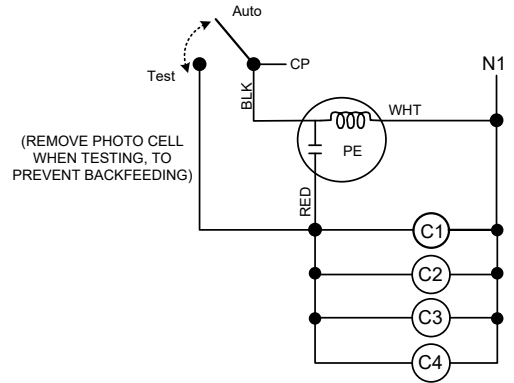 Auto
Test
CP
N1
BLK
WHT
(REMOVE PHOTO CELL
WHEN TESTING, TO
PREVENT BACKFEEDING)
PE
RED
C1
C2
C3
C4